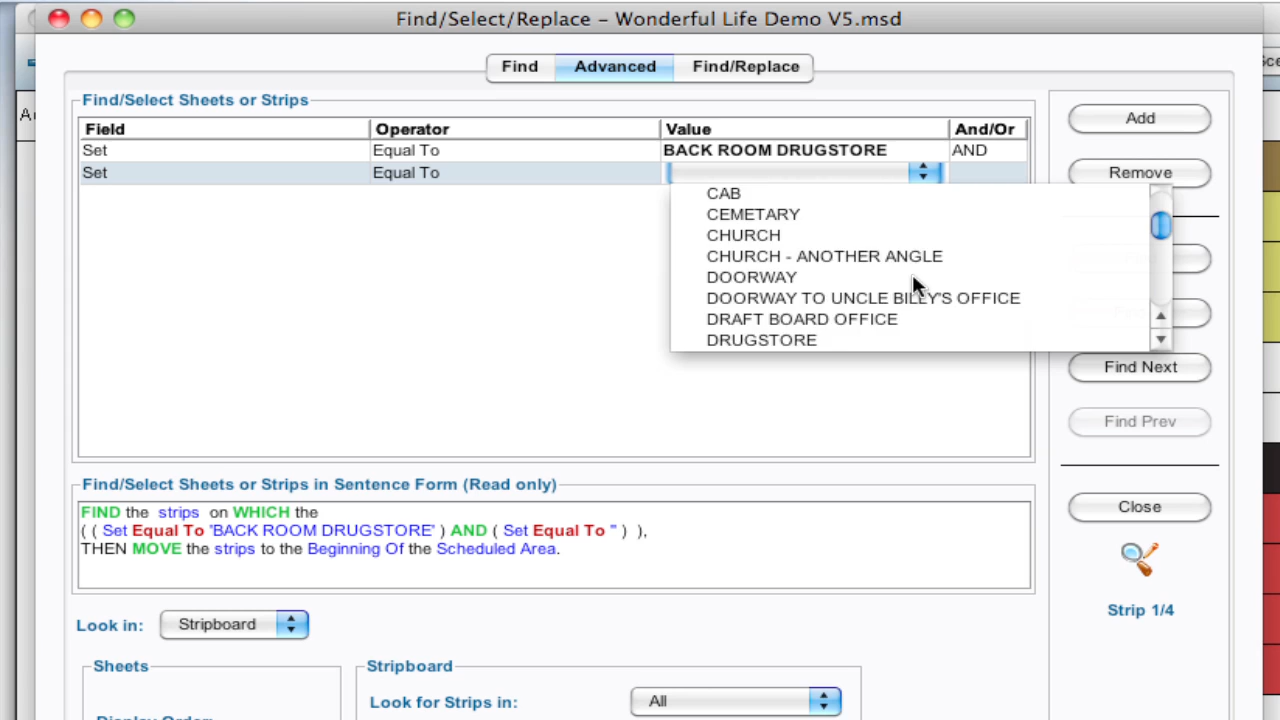 Find/Select/Replace – Wonderful Life Demo V5.msd
Find Advanced Find/Replace
Find/Select Sheets or Strips
Field Operator Value And/Or
Set Equal To BACK ROOM DRUGSTORE AND
Set Equal To
CAB
CEMETARY
CHURCH
CHURCH - ANOTHER ANGLE
DOORWAY
DOORWAY TO UNCLE BILLY'S OFFICE
DRAFT BOARD OFFICE
DRUGSTORE
Add
Remove
Find Next
Find Prev
Close
Strip 1/4
Find/Select Sheets or Strips in Sentence Form (Read only)
FIND the strips on WHICH the
( ( Set Equal To 'BACK ROOM DRUGSTORE' ) AND ( Set Equal To '' ) ),
THEN MOVE the strips to the Beginning Of the Scheduled Area.
Look in: Stripboard
Sheets
Display Order:
Stripboard
Look for Strips in: All